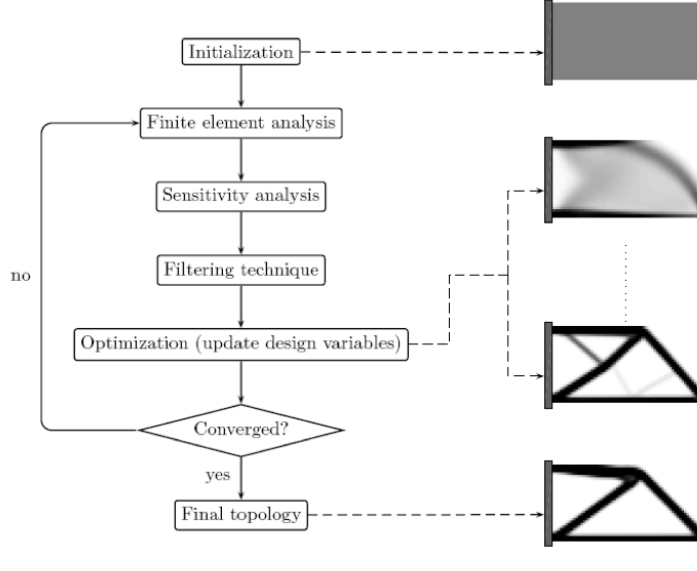 Initialization
Finite element analysis
Sensitivity analysis
Filtering technique
no
Optimization (update design variables)
Converged?
yes
Final topology